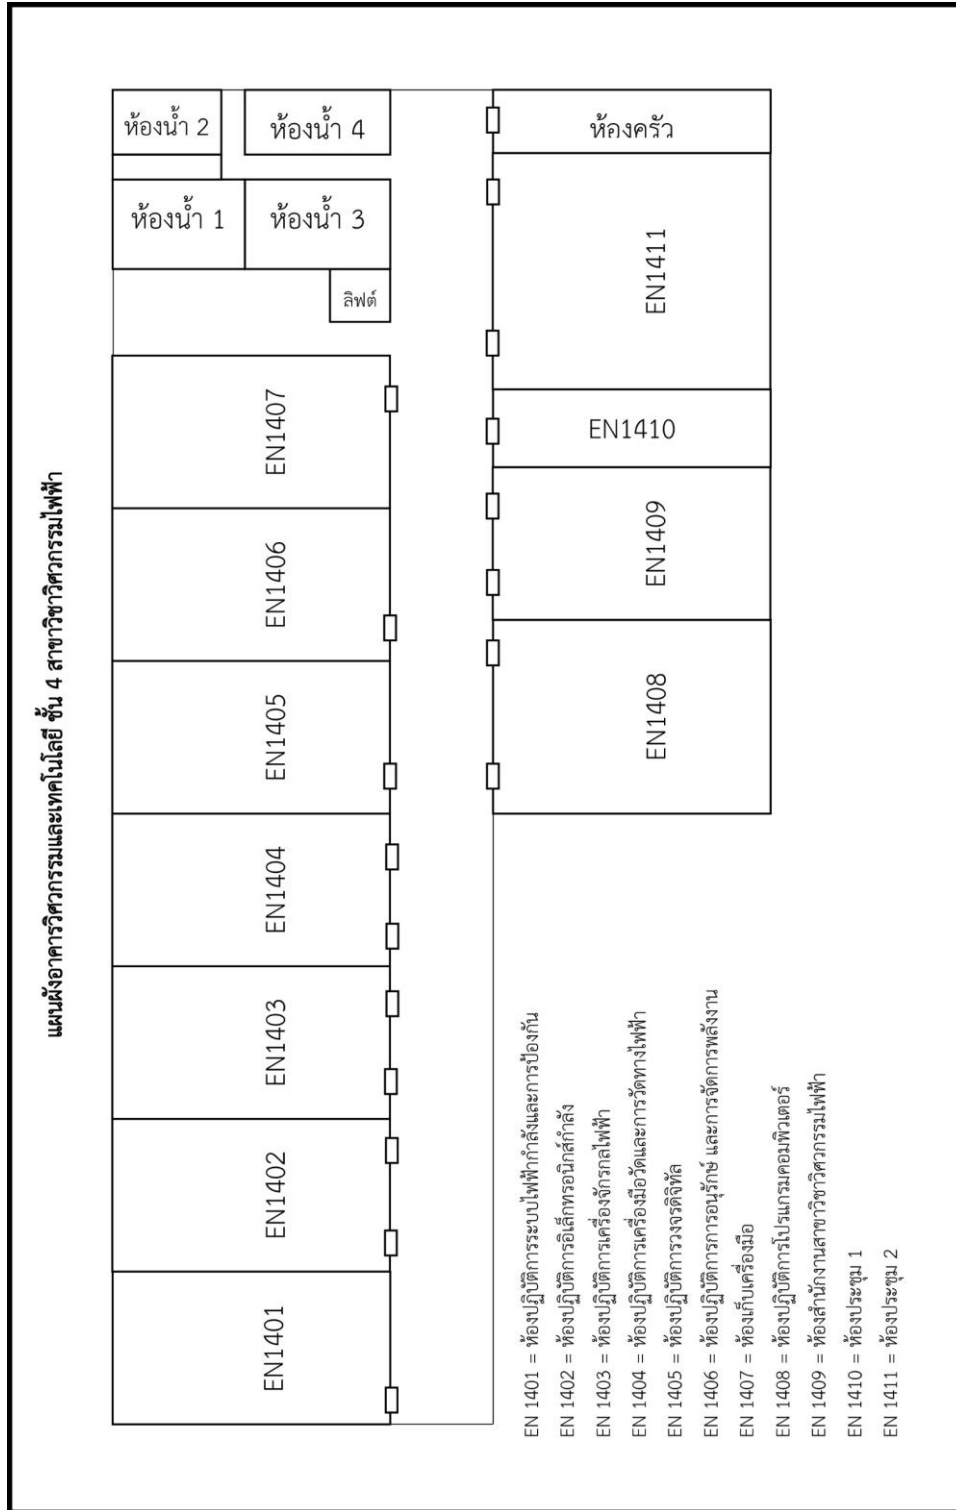 แผนผังอาคารวิศวกรรมและเทคโนโลยี ชั้น 4 สาขาวิชาวิศวกรรมไฟฟ้า
ห้องน้ำ 2
ห้องน้ำ 4
ห้องครัว
ห้องน้ำ 1
ห้องน้ำ 3
ลิฟต์
EN1411
EN1407
EN1410
EN1406
EN1409
EN1405
EN1408
EN1404
EN1403
EN1402
EN1401
EN 1401 = ห้องปฏิบัติการระบบไฟฟ้ากำลังและการป้องกัน
EN 1402 = ห้องปฏิบัติการอิเล็กทรอนิกส์กำลัง
EN 1403 = ห้องปฏิบัติการเครื่องจักรกลไฟฟ้า
EN 1404 = ห้องปฏิบัติการเครื่องมือวัดและการวัดทางไฟฟ้า
EN 1405 = ห้องปฏิบัติการวงจรดิจิทัล
EN 1406 = ห้องปฏิบัติการการอนุรักษ์ และการจัดการพลังงาน
EN 1407 = ห้องเก็บเครื่องมือ
EN 1408 = ห้องปฏิบัติการโปรแกรมคอมพิวเตอร์
EN 1409 = ห้องสำนักงานสาขาวิชาวิศวกรรมไฟฟ้า
EN 1410 = ห้องประชุม 1
EN 1411 = ห้องประชุม 2